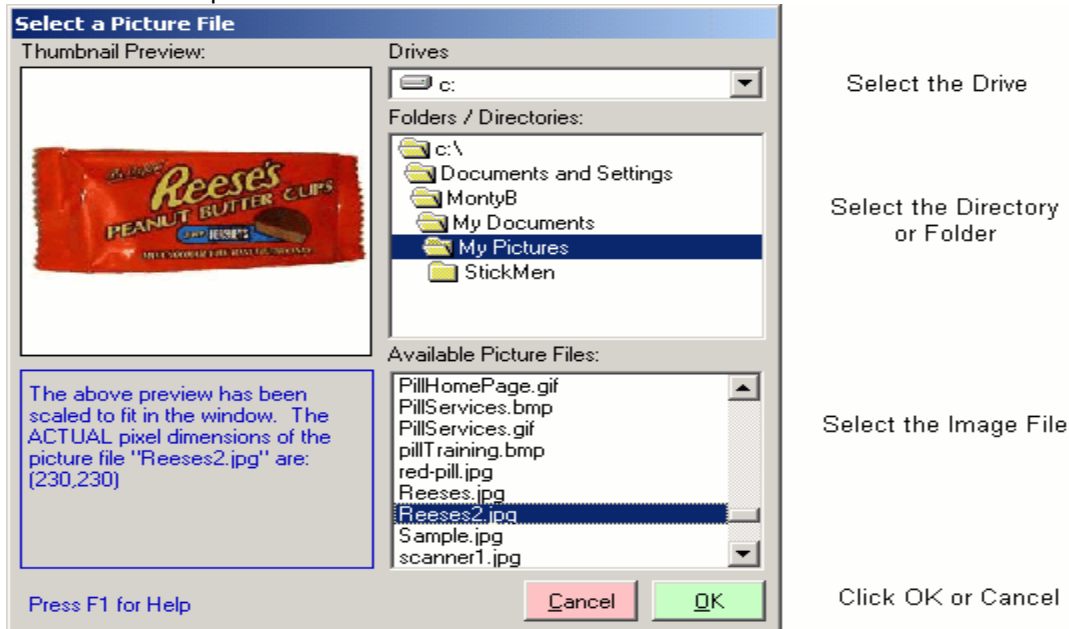 Select a Picture File
Thumbnail Preview:
Reese's
PEANUT BUTTER CUPS
HERSHEY'S
The above preview has been
scaled to fit in the window.  The
ACTUAL pixel dimensions of the
picture file "Reeses2.jpg" are:
(230,230)
Press F1 for Help
Drives
c:
Folders / Directories:
c:\
Documents and Settings
MontyB
My Documents
My Pictures
StickMen
Available Picture Files:
PillHomePage.gif
PillServices.bmp
PillServices.gif
pillTraining.bmp
red-pill.jpg
Reeses.jpg
Reeses2.jpg
Sample.jpg
scanner1.jpg
Cancel
OK
Select the Drive
Select the Directory
or Folder
Select the Image File
Click OK or Cancel